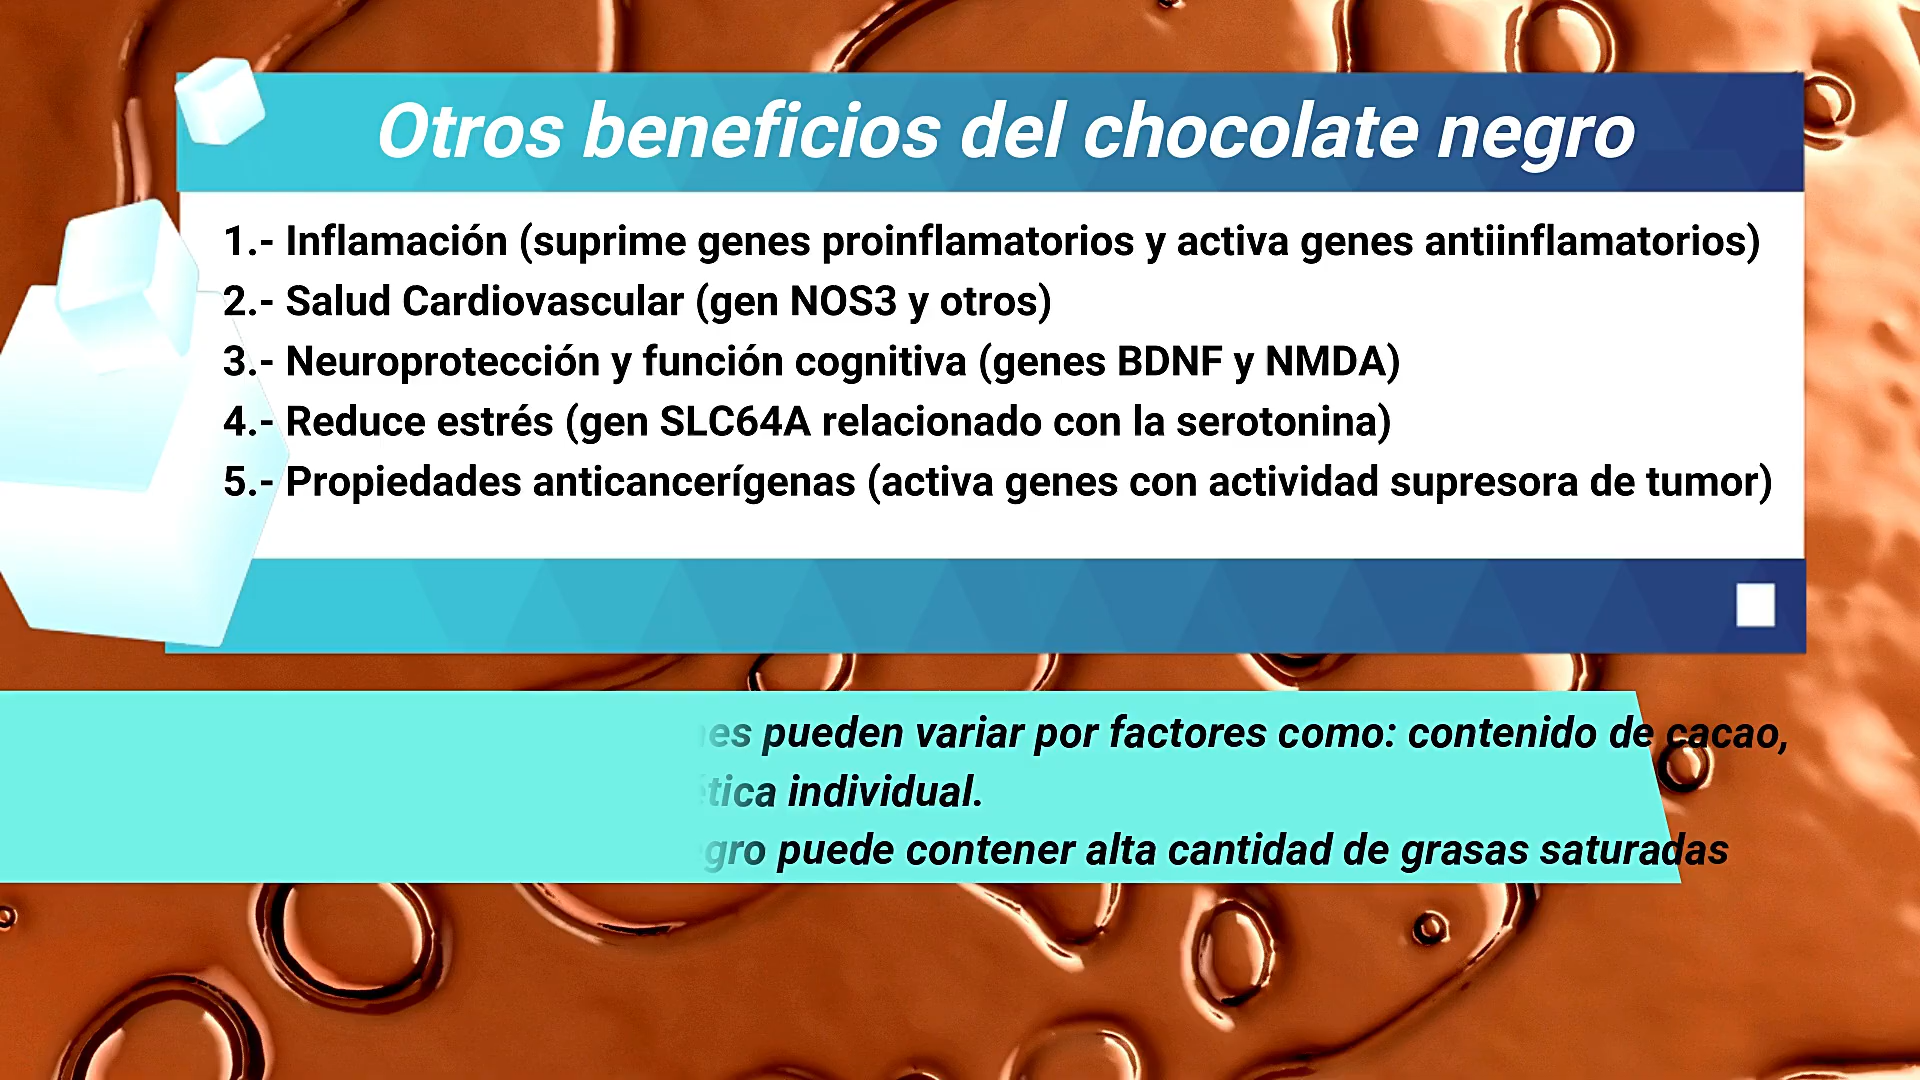 Otros beneficios del chocolate negro
1.- Inflamación (suprime genes proinflamatorios y activa genes antiinflamatorios)
2.- Salud Cardiovascular (gen NOS3 y otros)
3.- Neuroprotección y función cognitiva (genes BDNF y NMDA)
4.- Reduce estrés (gen SLC64A relacionado con la serotonina)
5.- Propiedades anticancerígenas (activa genes con actividad supresora de tumor)
pueden variar por factores como: contenido de cacao,
individual.
puede contener alta cantidad de grasas saturadas